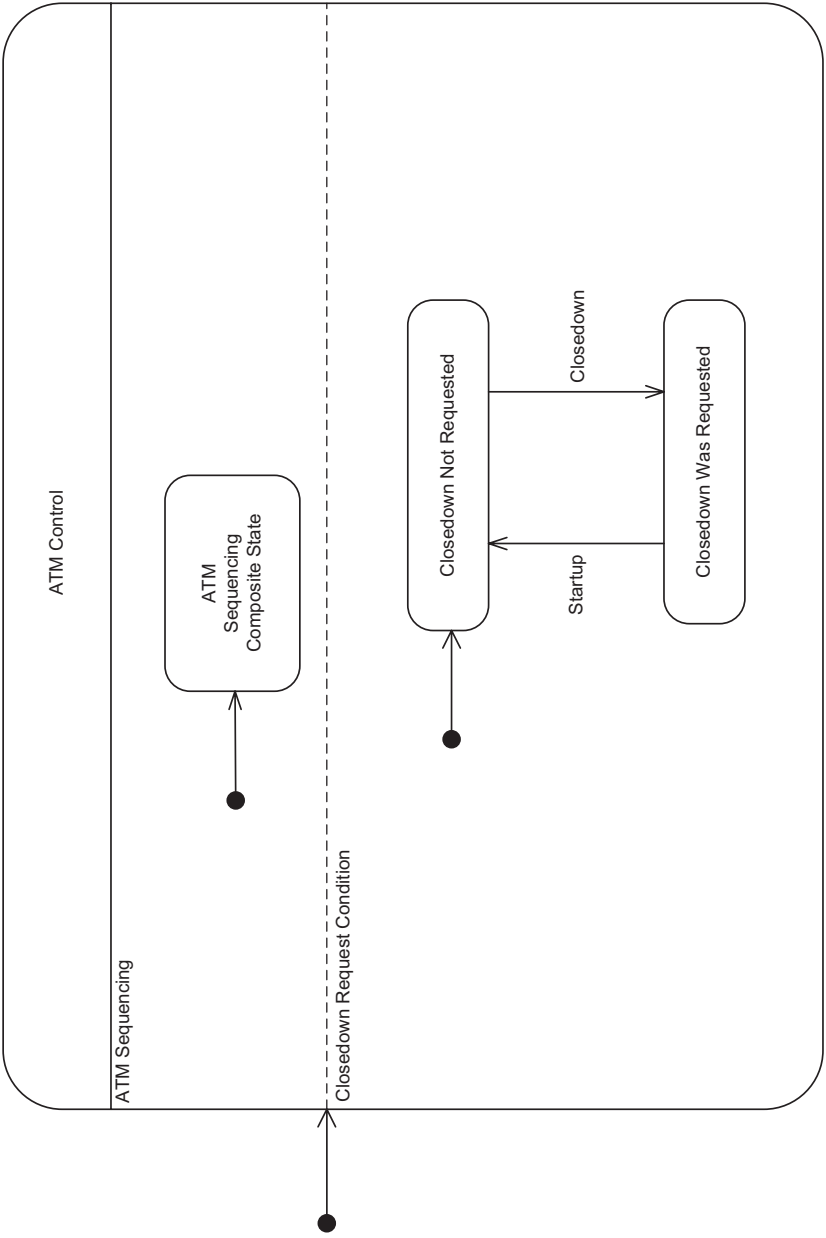 ATM Control
ATM Sequencing
ATM
Sequencing
Composite State
Closedown Request Condition
Closedown Not Requested
Startup
Closedown
Closedown Was Requested